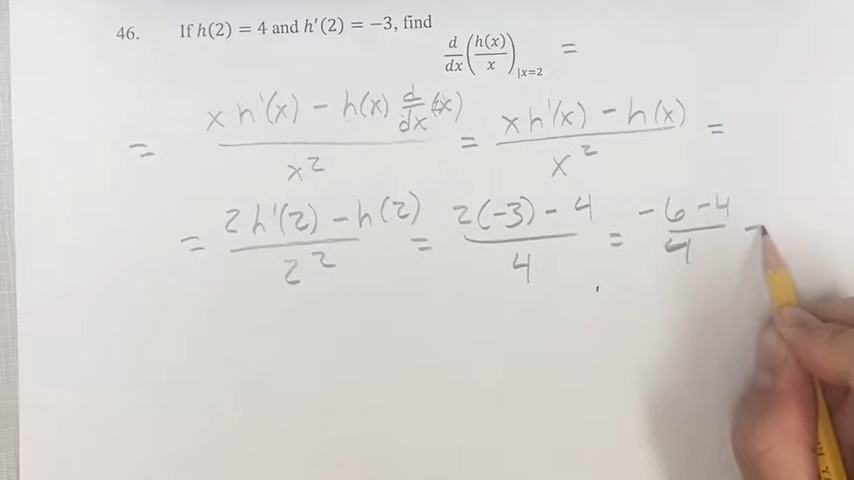 46. If h(2) = 4 and h′(2) = −3, find
d/dx (h(x)/x) |x=2 =
= (x h'(x) − h(x) d/dx (x)) / x² = (x h'(x) − h(x)) / x² =
= (2 h'(2) − h(2)) / 2² = (2(−3) − 4) / 4 = (−6 −4) / 4